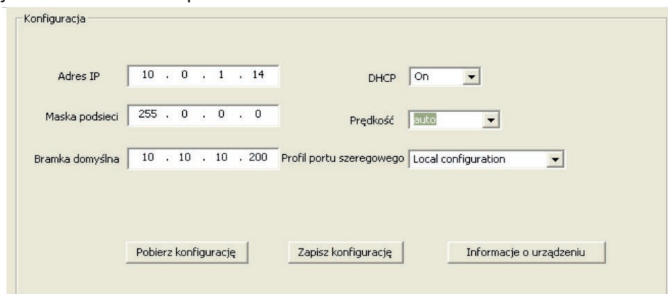 Konfiguracja
Adres IP 10 . 0 . 1 . 14 DHCP On
Maska podsieci 255 . 0 . 0 . 0 Prędkość auto
Bramka domyślna 10 . 10 . 10 . 200 Profil portu szeregowego Local configuration
Pobierz konfigurację Zapisz konfigurację Informacje o urządzeniu